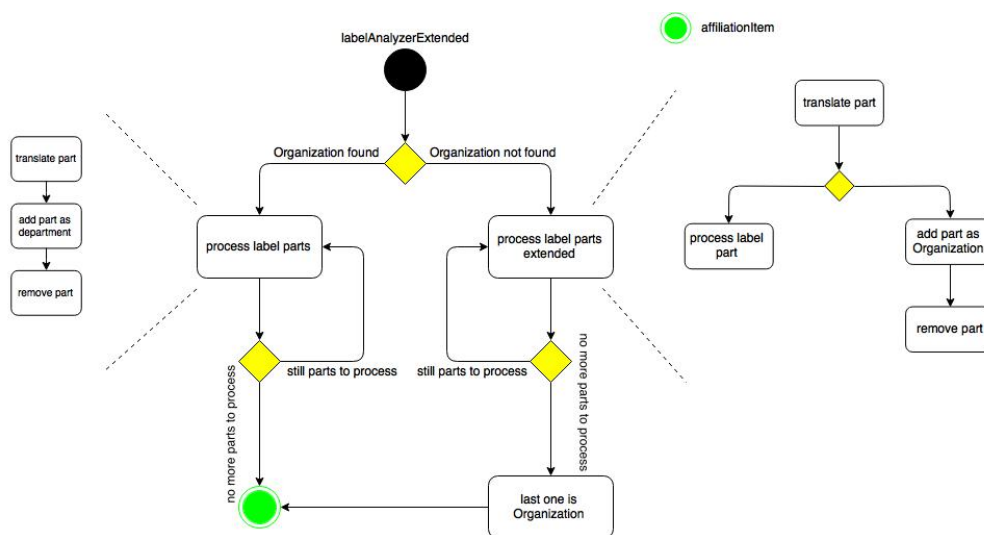 labelAnalyzerExtended
affiliationItem
translate part
add part as
department
remove part
Organization found
Organization not found
process label parts
process label parts
extended
still parts to process
still parts to process
no more parts to process
no more parts to process
last one is
Organization
translate part
process label
part
add part as
Organization
remove part